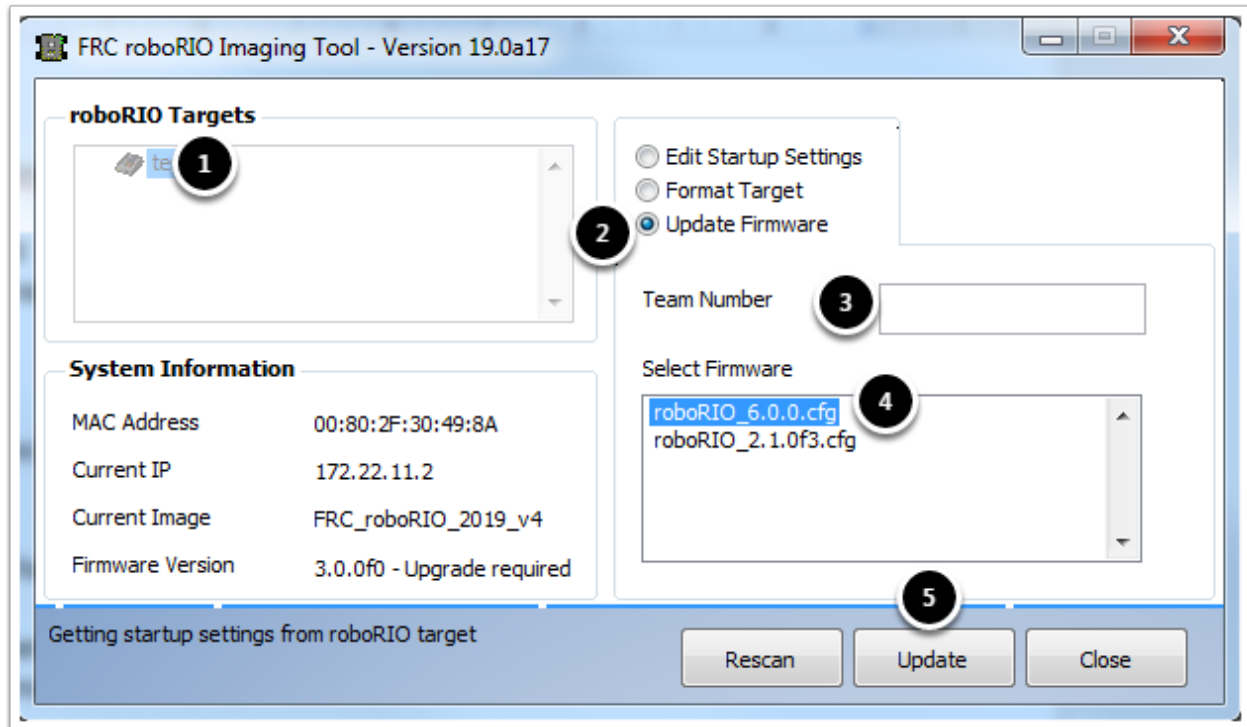 FRC roboRIO Imaging Tool - Version 19.0a17
roboRIO Targets
te
1
Edit Startup Settings
Format Target
2
Update Firmware
Team Number
3
Select Firmware
roboRIO_6.0.0.cfg
4
roboRIO_2.1.0f3.cfg
System Information
MAC Address 00:80:2F:30:49:8A
Current IP 172.22.11.2
Current Image FRC_roboRIO_2019_v4
Firmware Version 3.0.0f0 - Upgrade required
5
Getting startup settings from roboRIO target
Rescan
Update
Close